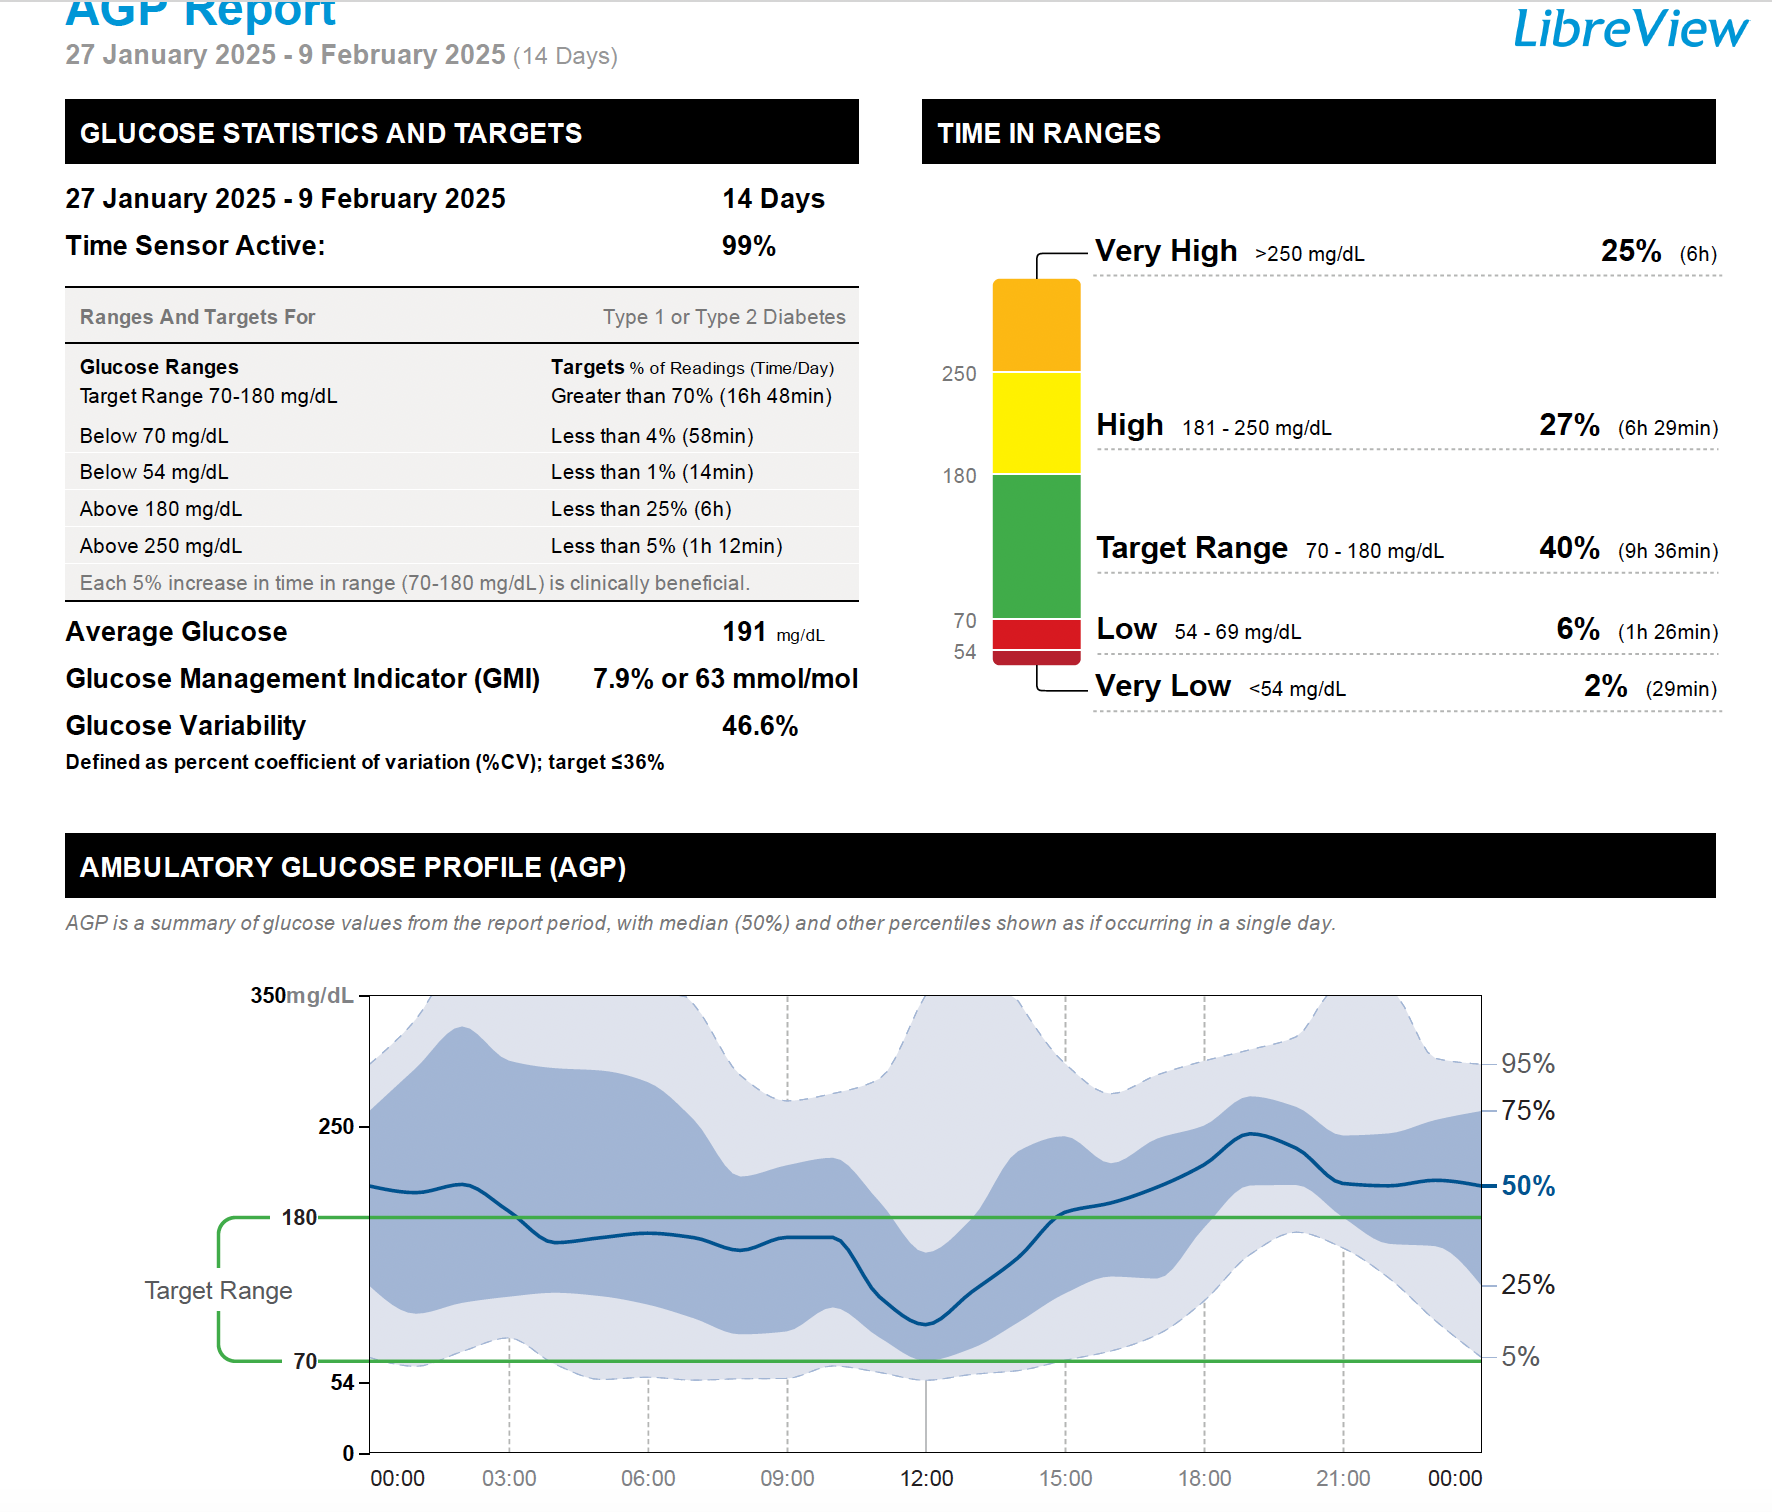 AGP Report
LibreView
27 January 2025 - 9 February 2025 (14 Days)
GLUCOSE STATISTICS AND TARGETS
27 January 2025 - 9 February 2025 14 Days
Time Sensor Active: 99%
Ranges And Targets For Type 1 or Type 2 Diabetes
Glucose Ranges Targets % of Readings (Time/Day)
Target Range 70-180 mg/dL Greater than 70% (16h 48min)
Below 70 mg/dL Less than 4% (58min)
Below 54 mg/dL Less than 1% (14min)
Above 180 mg/dL Less than 25% (6h)
Above 250 mg/dL Less than 5% (1h 12min)
Each 5% increase in time in range (70-180 mg/dL) is clinically beneficial.
Average Glucose 191 mg/dL
Glucose Management Indicator (GMI) 7.9% or 63 mmol/mol
Glucose Variability 46.6%
Defined as percent coefficient of variation (%CV); target ≤36%
TIME IN RANGES
Very High >250 mg/dL 25% (6h)
250
High 181 - 250 mg/dL 27% (6h 29min)
180
Target Range 70 - 180 mg/dL 40% (9h 36min)
70
Low 54 - 69 mg/dL 6% (1h 26min)
54
Very Low <54 mg/dL 2% (29min)
AMBULATORY GLUCOSE PROFILE (AGP)
AGP is a summary of glucose values from the report period, with median (50%) and other percentiles shown as if occurring in a single day.
350mg/dL
95%
75%
250
50%
180
Target Range
25%
70
5%
54
0
00:00 03:00 06:00 09:00 12:00 15:00 18:00 21:00 00:00